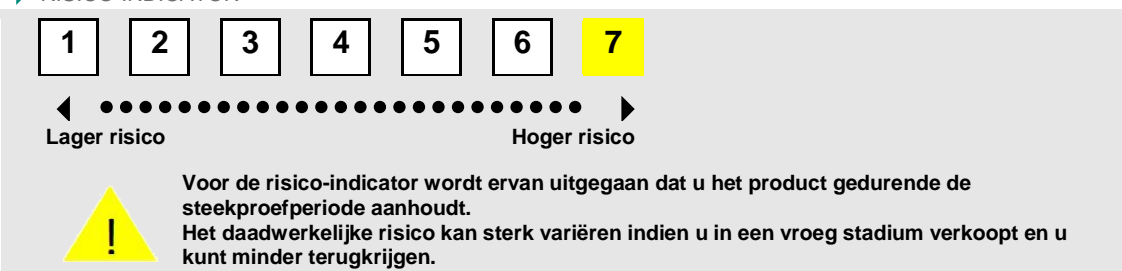 RISICO-INDICATOR
1 2 3 4 5 6 7
Lager risico Hoger risico
Voor de risico-indicator wordt ervan uitgegaan dat u het product gedurende de
steekproefperiode aanhoudt.
Het daadwerkelijke risico kan sterk variëren indien u in een vroeg stadium verkoopt en u
! kunt minder terugkrijgen.